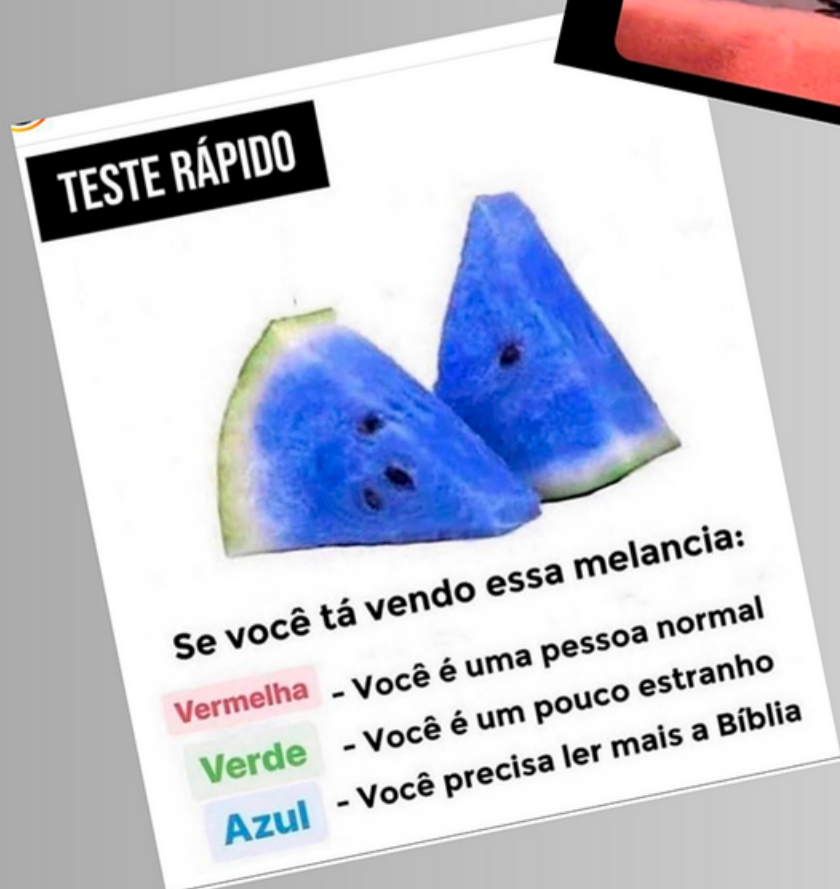 TESTE RÁPIDO
Se você tá vendo essa melancia:
Vermelha - Você é uma pessoa normal
Verde - Você é um pouco estranho
Azul - Você precisa ler mais a Bíblia